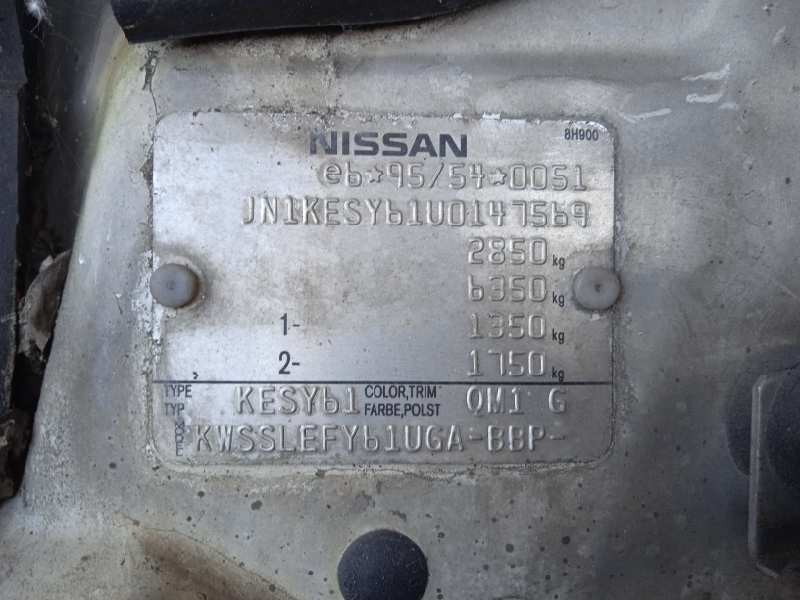 NISSAN 8H900
e6*95/54*0051
JN1KESY61U0147569
2850 kg
6350 kg
1- 1350 kg
2- 1750 kg
TYPE KESY61 COLOR,TRIM QM1 G
TYP FARBE,POLST
KWSSLEFY61UGA-BBP-